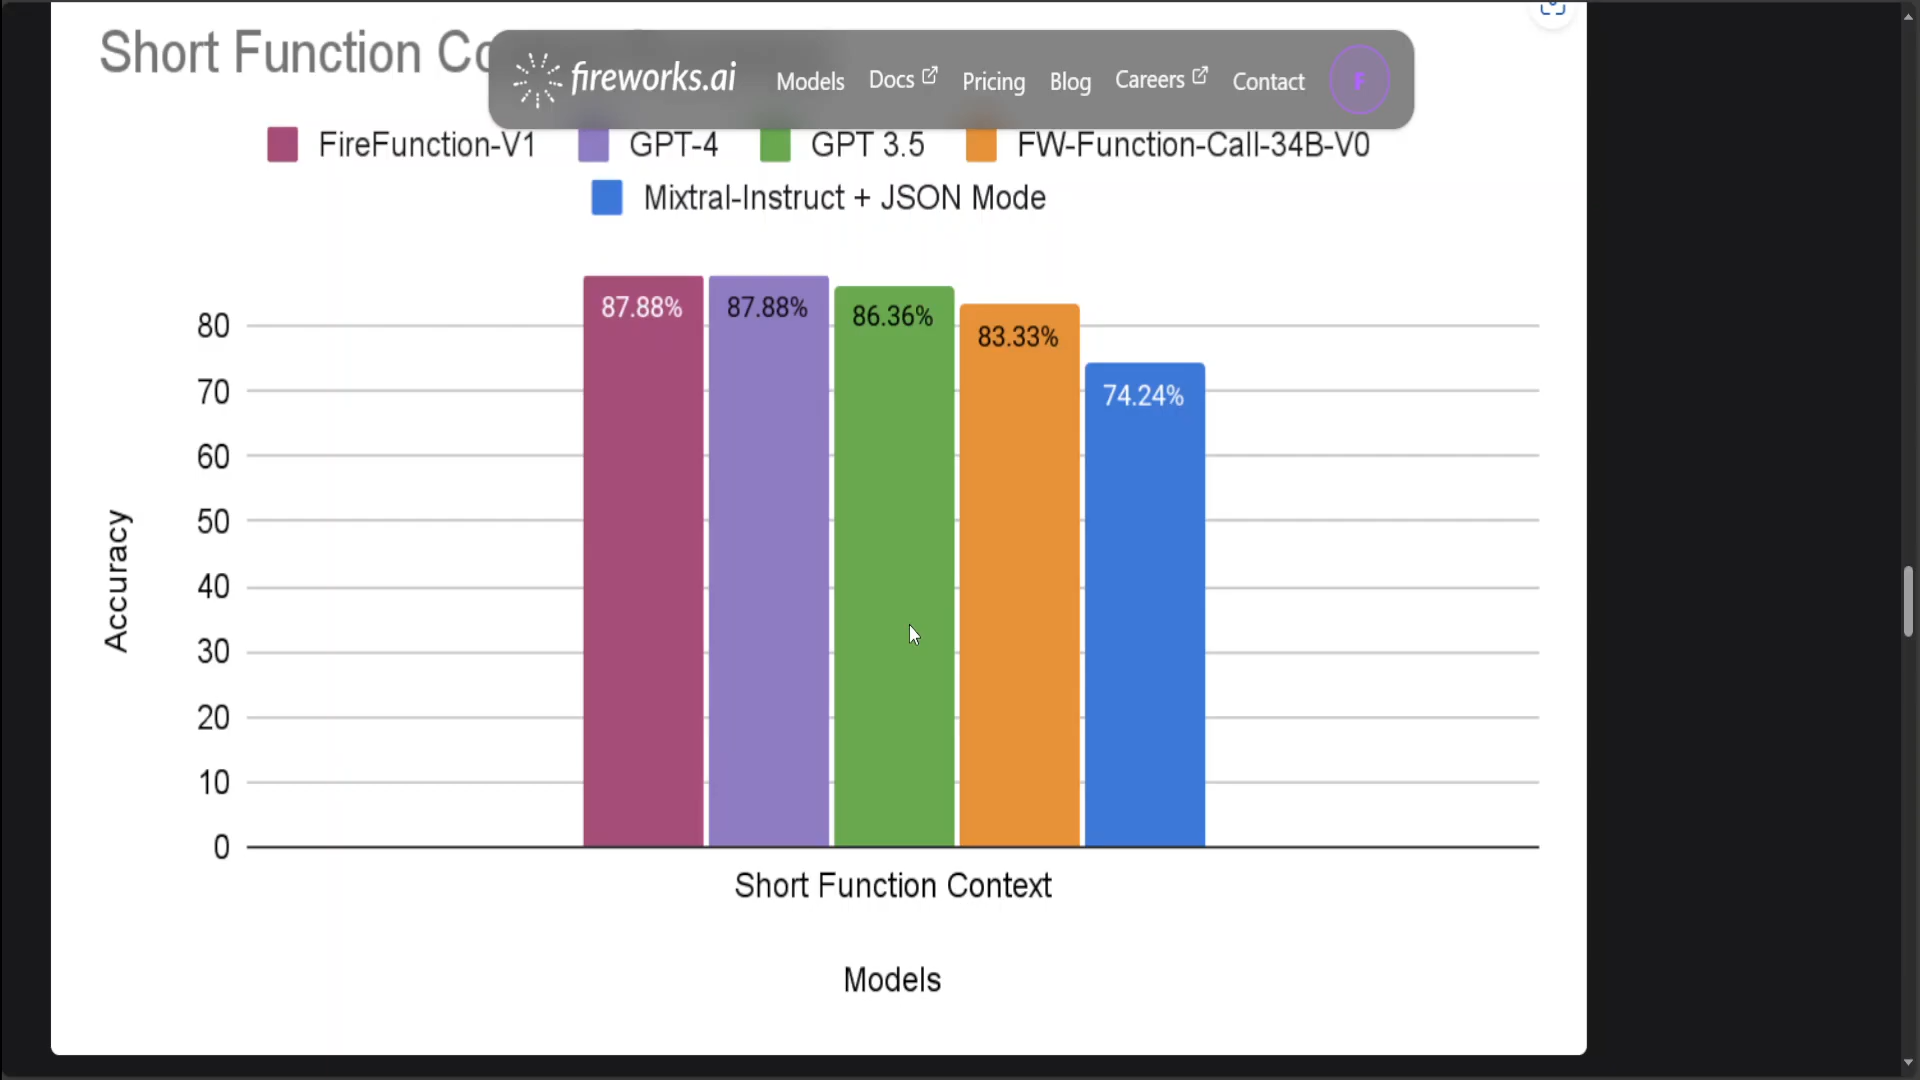 Short Function Co
fireworks.ai
Models
Docs
Pricing
Blog
Careers
Contact
F
FireFunction-V1
GPT-4
GPT 3.5
FW-Function-Call-34B-V0
Mixtral-Instruct + JSON Mode
87.88%
87.88%
86.36%
83.33%
74.24%
80
70
60
50
40
30
20
10
0
Accuracy
Short Function Context
Models